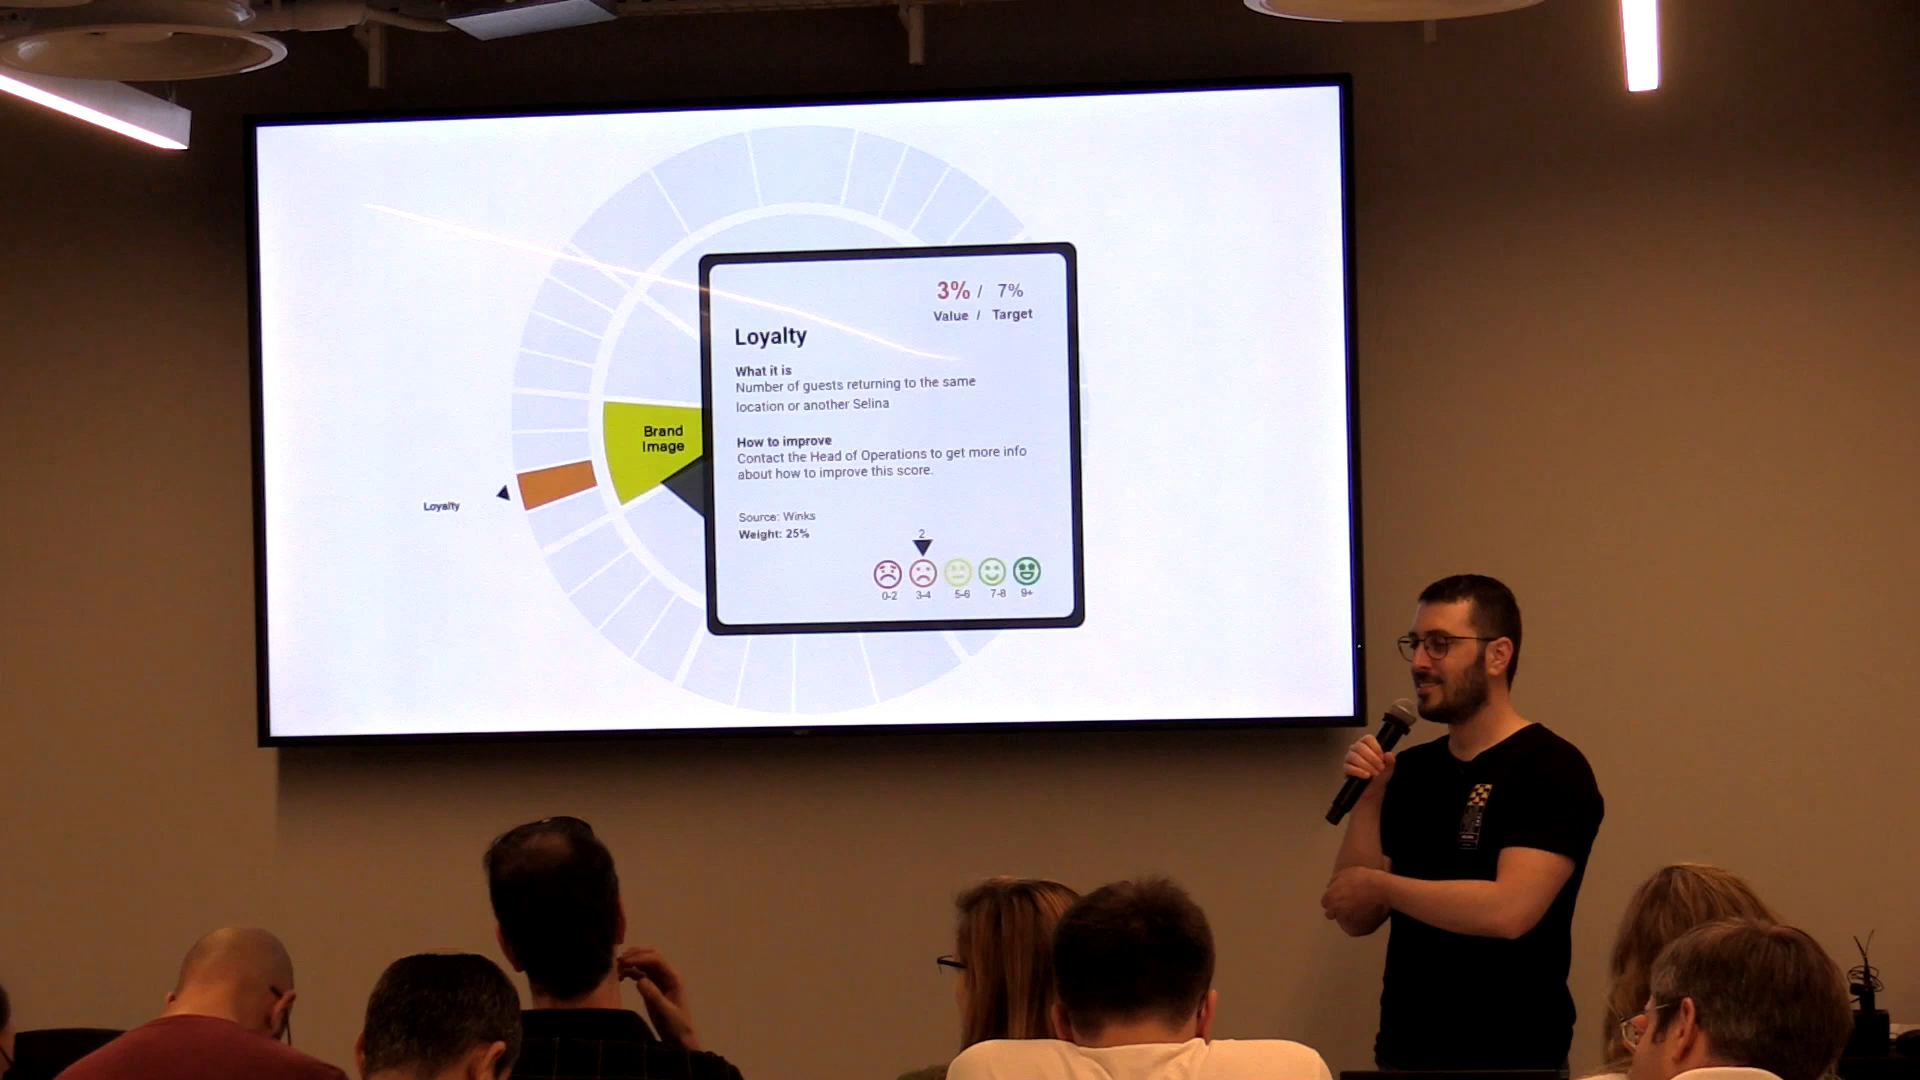 3% / 7%
Value / Target
Loyalty
What it is
Number of guests returning to the same
location or another Selina
How to improve
Contact the Head of Operations to get more info
about how to improve this score.
Source: Winks
Weight: 25%
2
0-2 3-4 5-6 7-8 9+
Brand
Image
Loyalty